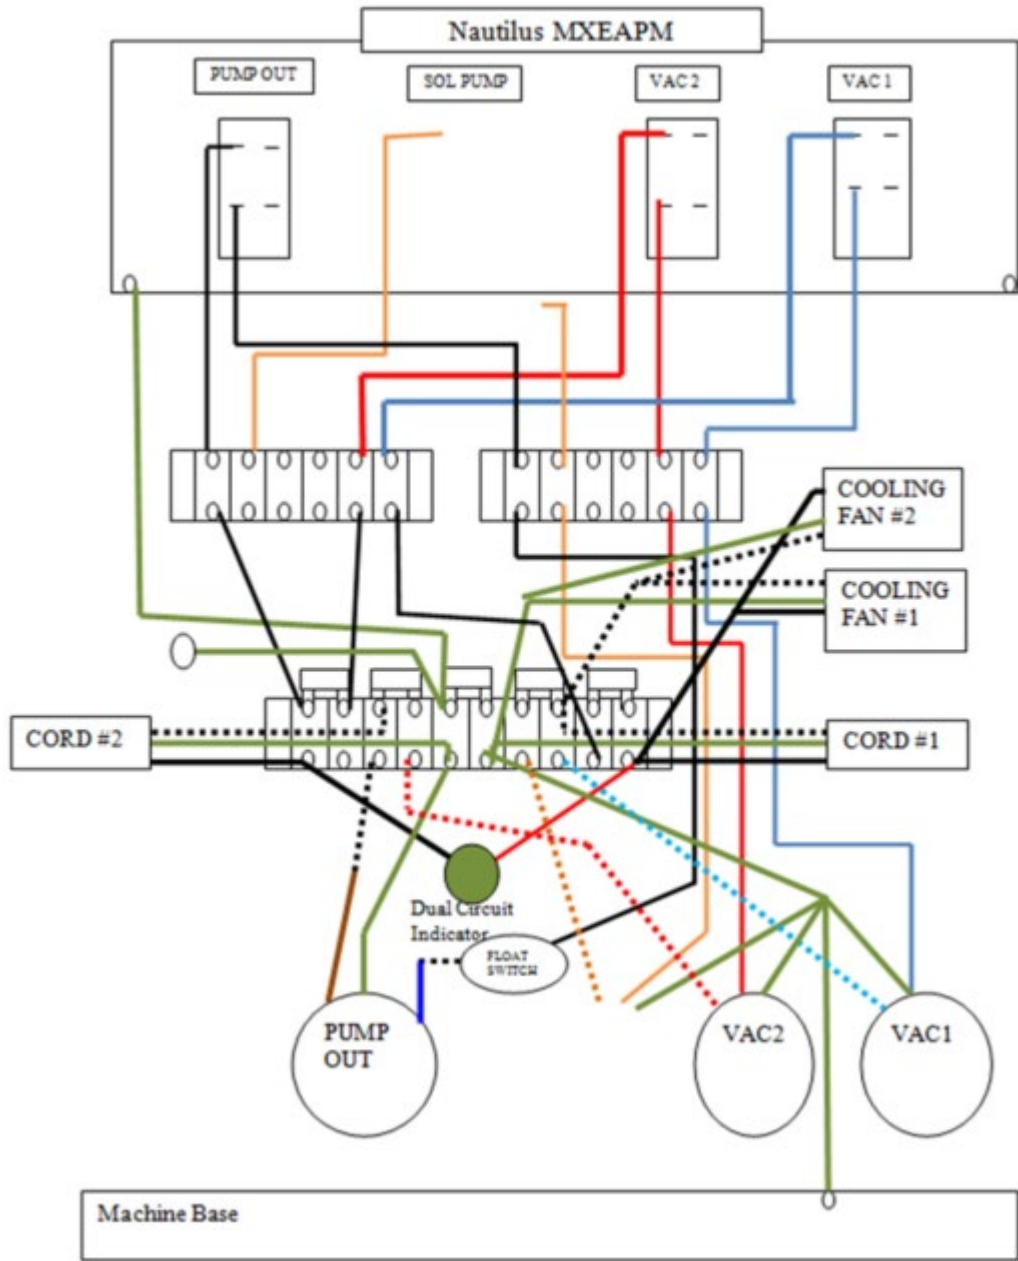 Nautilus MXEAPM
PUMP OUT
SOL PUMP
VAC 2
VAC 1
COOLING
FAN #2
COOLING
FAN #1
CORD #2
CORD #1
Dual Circuit
Indicator
FLOAT
SWITCH
PUMP
OUT
VAC2
VAC1
Machine Base